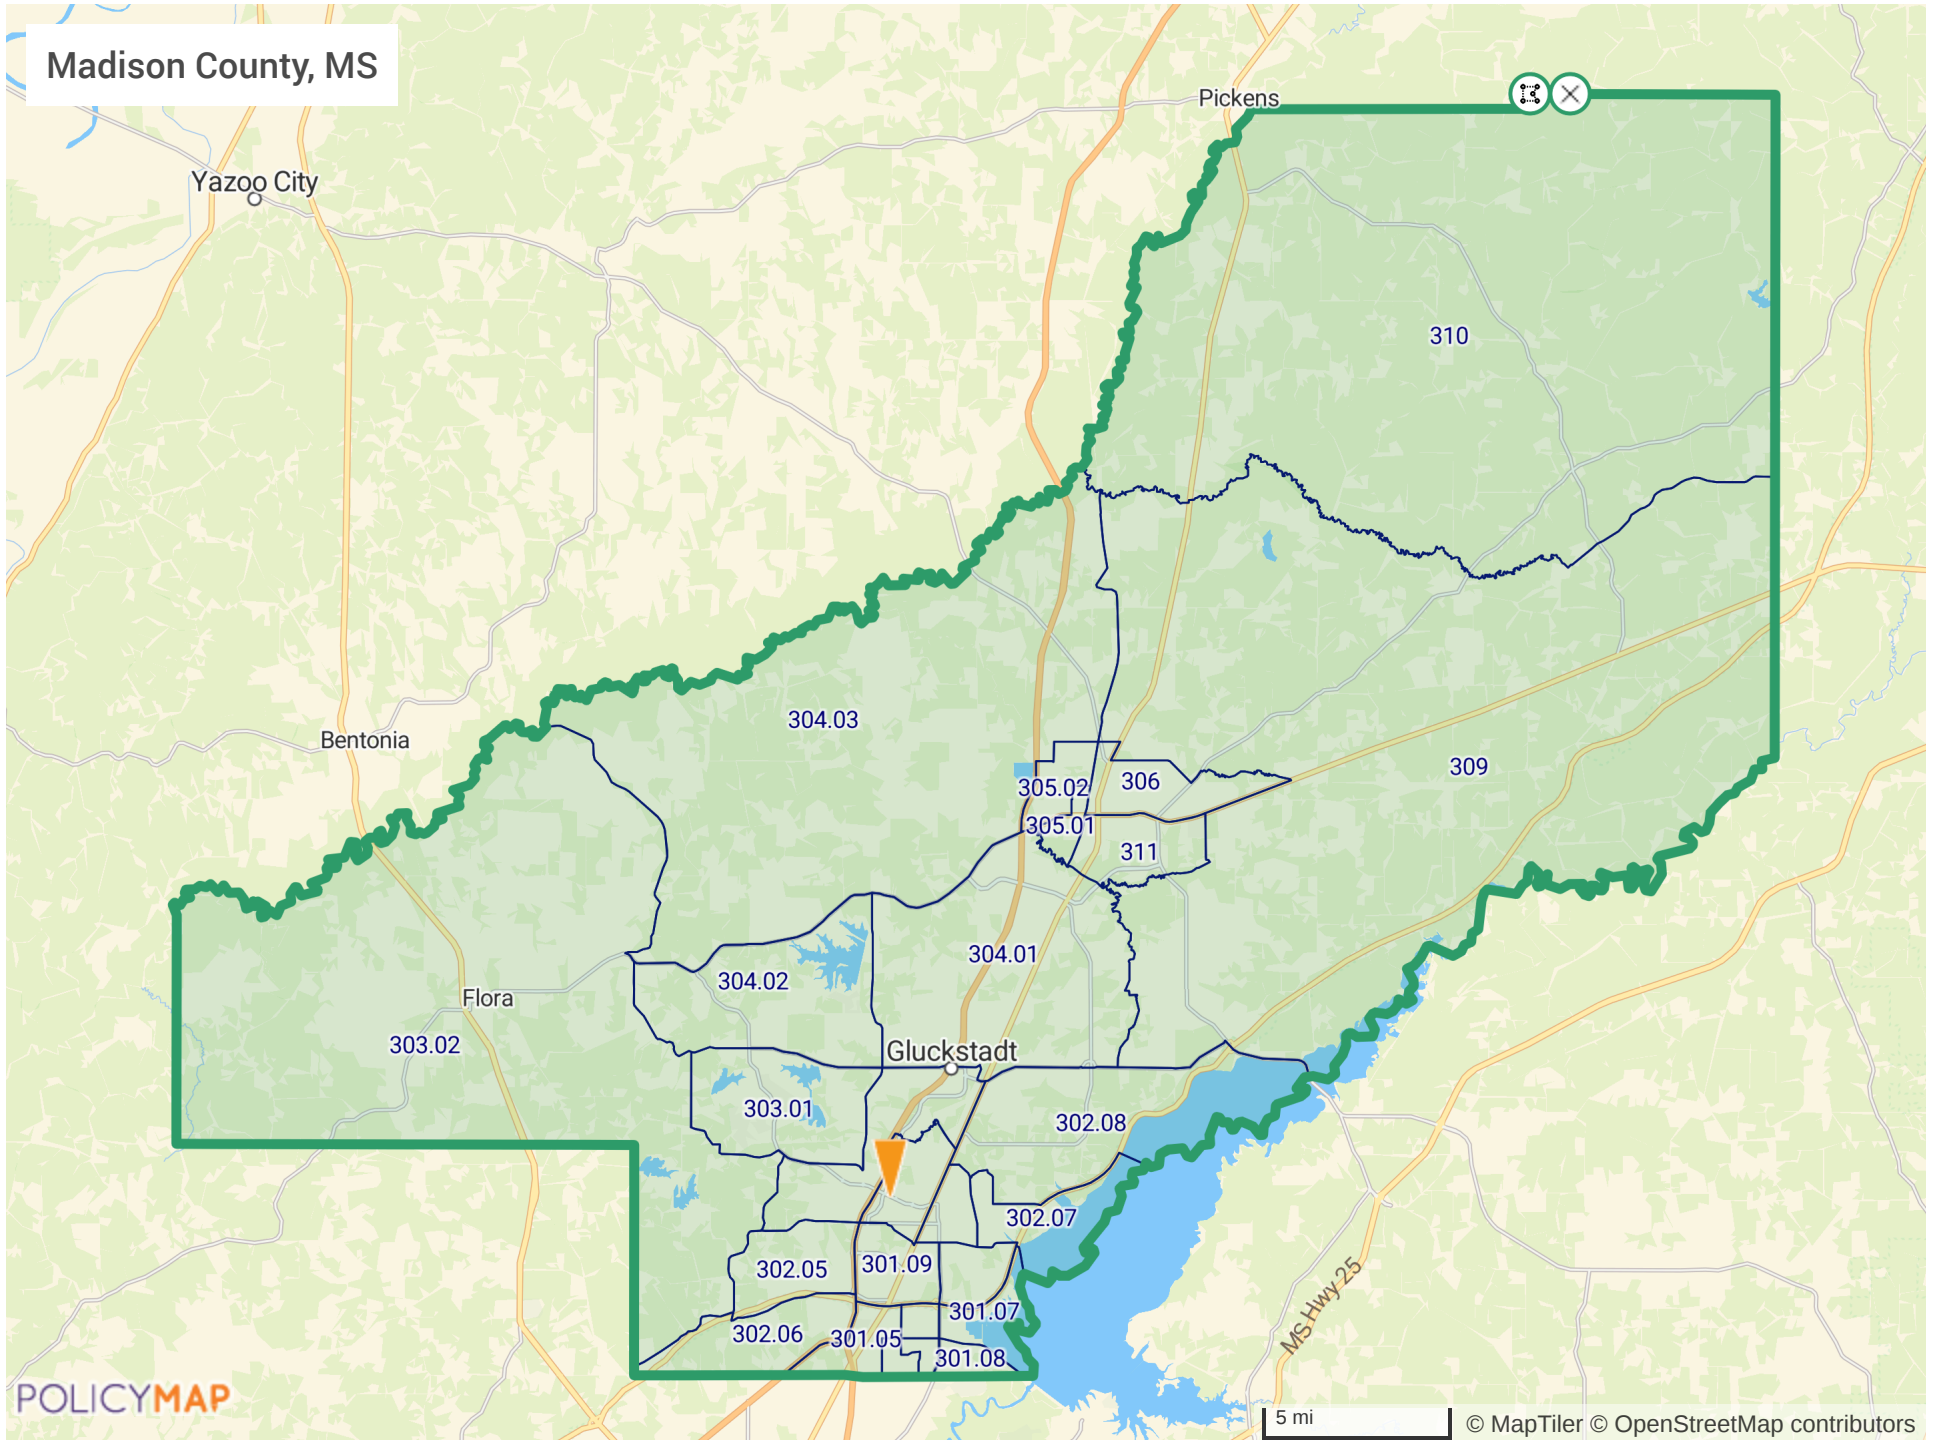 Madison County, MS
Pickens
Yazoo City
310
304.03
Bentonia
309
305.02
306
305.01
311
304.01
304.02
Flora
303.02
Gluckstadt
303.01
302.08
302.07
302.05
301.09
301.07
302.06
301.05
301.08
MS Hwy 25
POLICYMAP
5 mi
© MapTiler © OpenStreetMap contributors